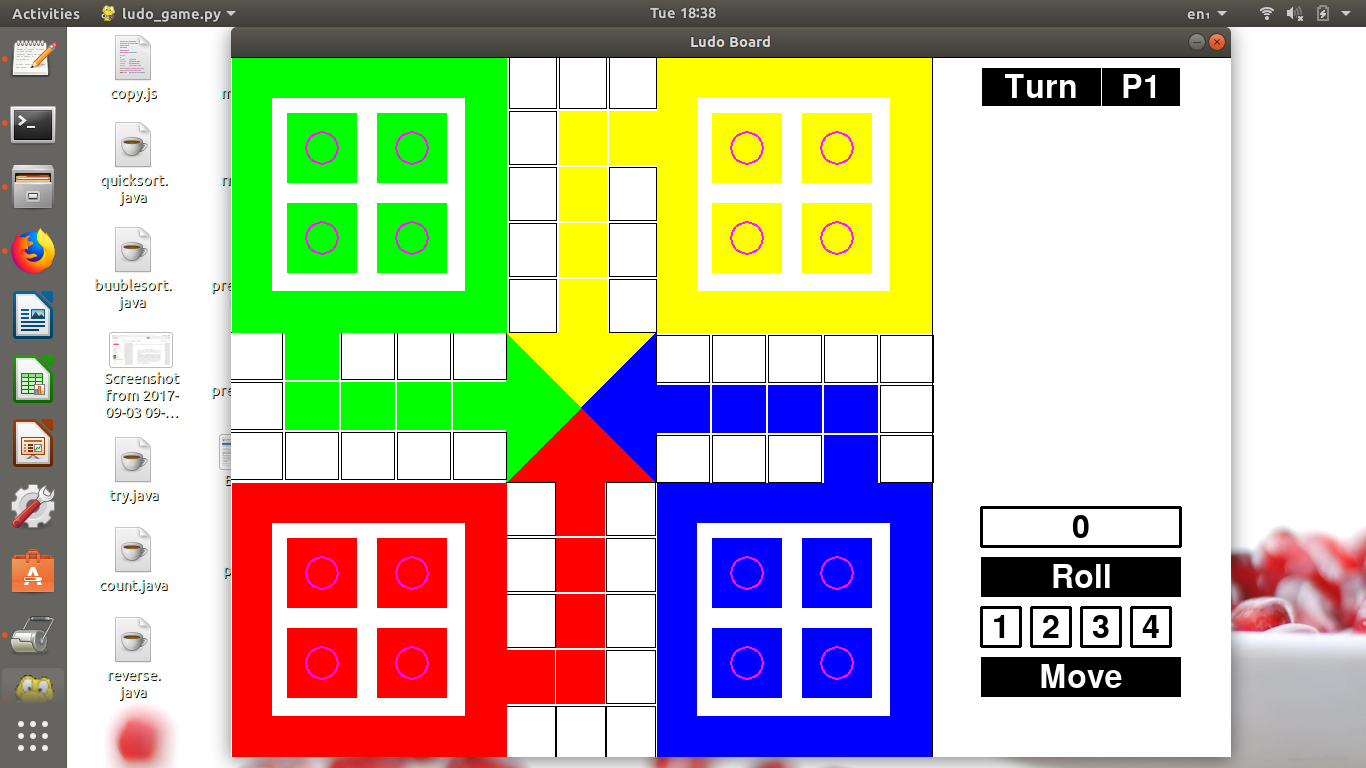 Activities
ludo_game.py
Tue 18:38
en₁
Ludo Board
copy.js
quicksort.
java
buublesort.
java
Screenshot
from 2017-
09-03 09-...
try.java
count.java
reverse.
java
Turn P1
0
Roll
1 2 3 4
Move